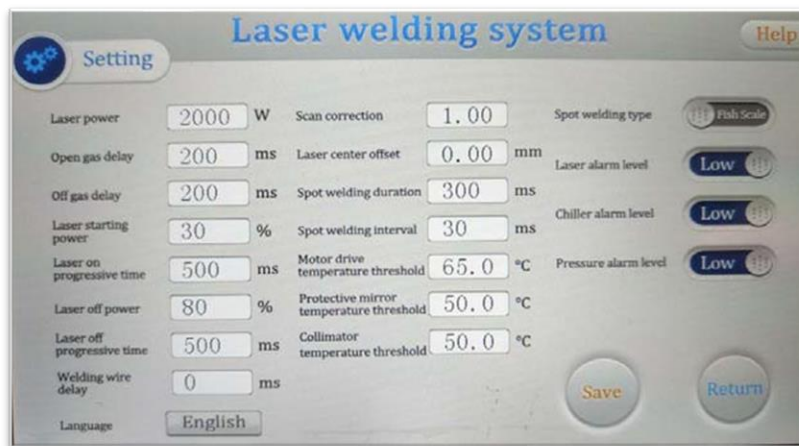 Laser welding system
Help
Setting
Laser power 2000 W Scan correction 1.00 Spot welding type Fish Scale
Open gas delay 200 ms Laser center offset 0.00 mm Laser alarm level Low
Off gas delay 200 ms Spot welding duration 300 ms
Laser starting
power 30 % Spot welding interval 30 ms Chiller alarm level Low
Laser on
progressive time 500 ms Motor drive
temperature threshold 65.0 °C Pressure alarm level Low
Laser off power 80 % Protective mirror
temperature threshold 50.0 °C
Laser off
progressive time 500 ms Collimator
temperature threshold 50.0 °C
Welding wire
delay 0 ms
Save
Return
Language English